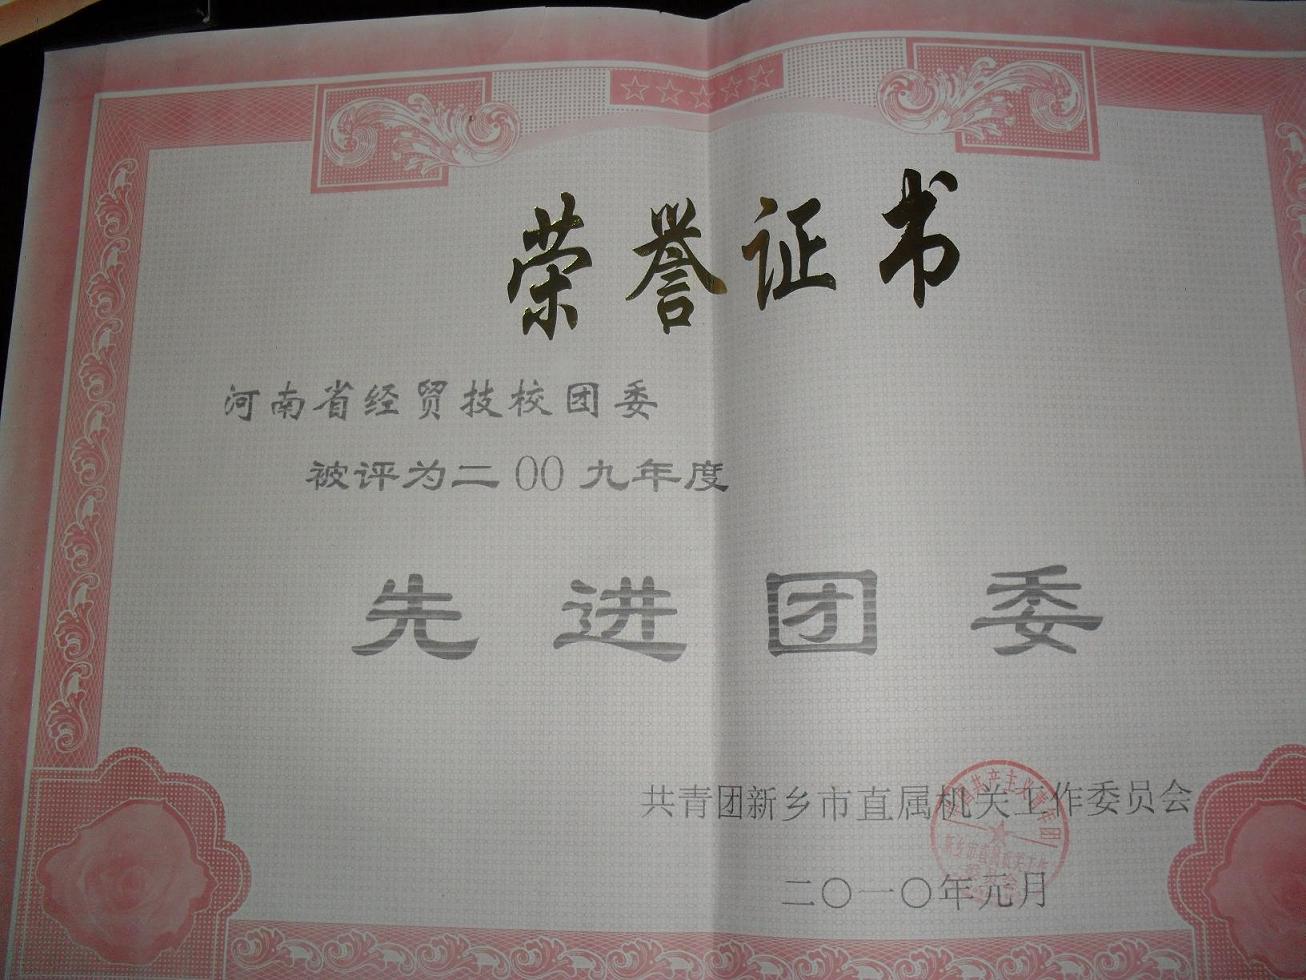 荣誉证书
河南省经贸技校团委
被评为二00九年度
先进团委
共青团新乡市直属机关工作委员会
二〇一〇年元月